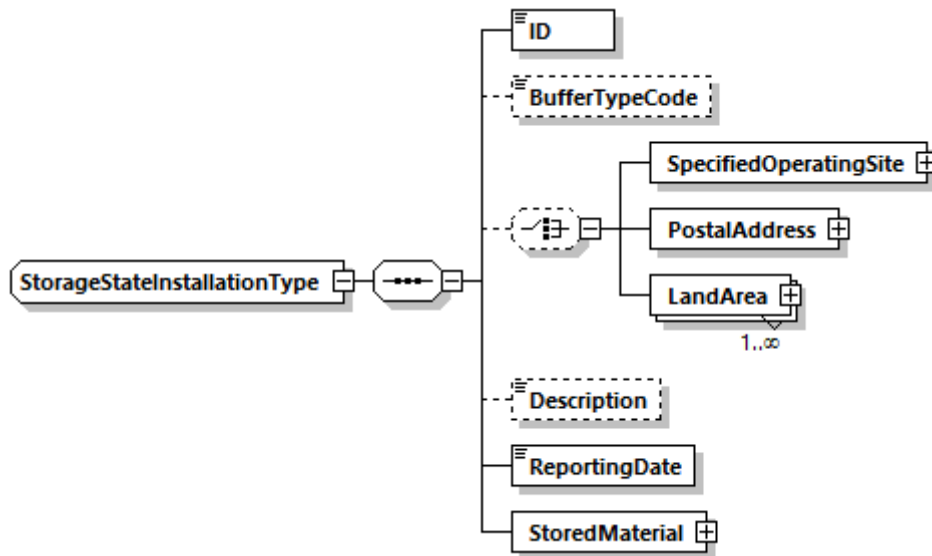 ID
BufferTypeCode
SpecifiedOperatingSite
PostalAddress
StorageStateInstallationType
LandArea
1..∞
Description
ReportingDate
StoredMaterial